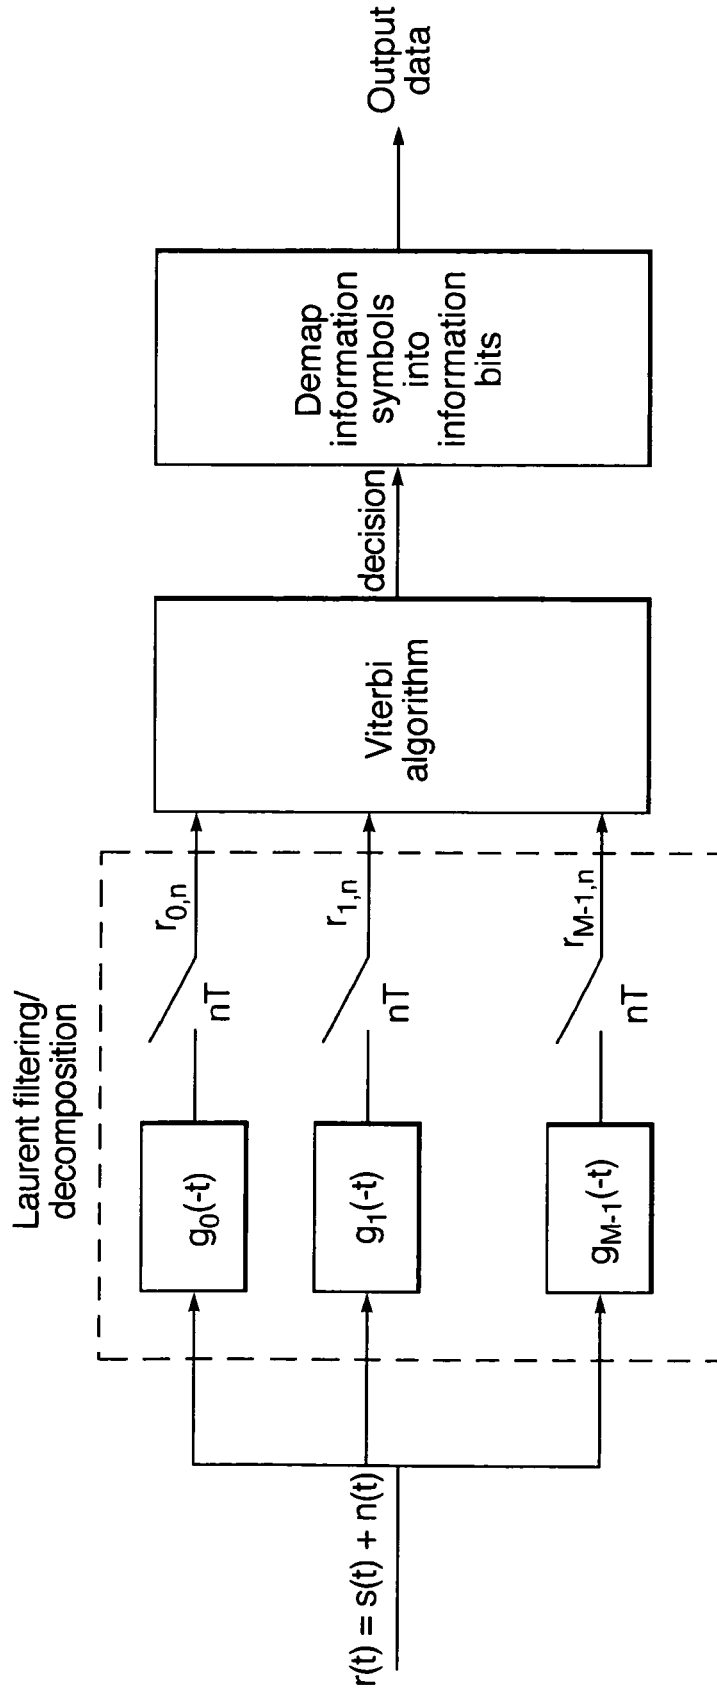 r(t) = s(t) + n(t)
Laurent filtering/
decomposition
g0(-t)
nT
r0,n
g1(-t)
nT
r1,n
gM-1(-t)
nT
rM-1,n
Viterbi
algorithm
decision
Demap
information
symbols
into
information
bits
Output
data